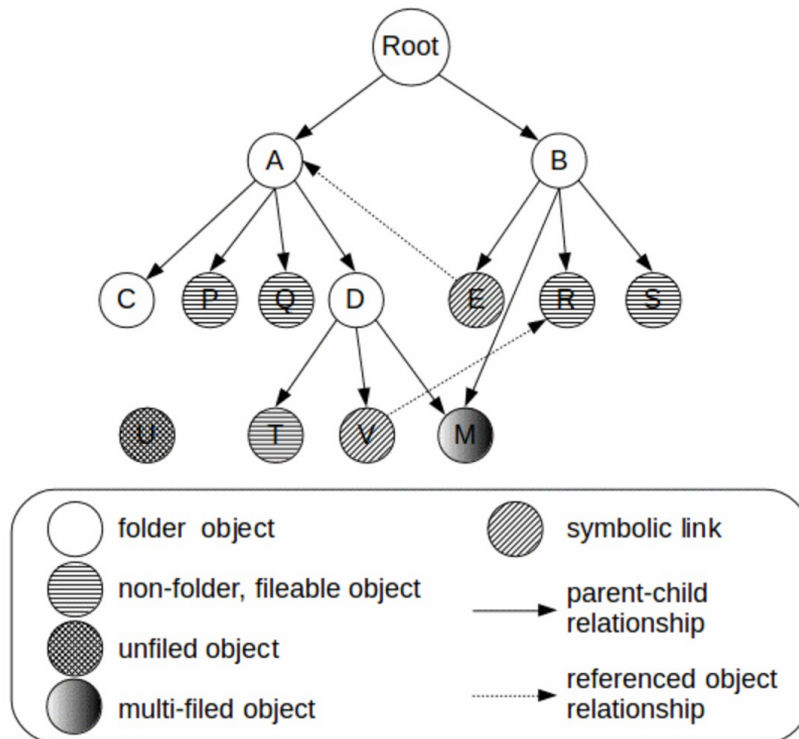 Root
A
B
C
P
Q
D
E
R
S
U
T
V
M
folder object
symbolic link
non-folder, fileable object
parent-child
relationship
unfiled object
referenced object
relationship
multi-filed object